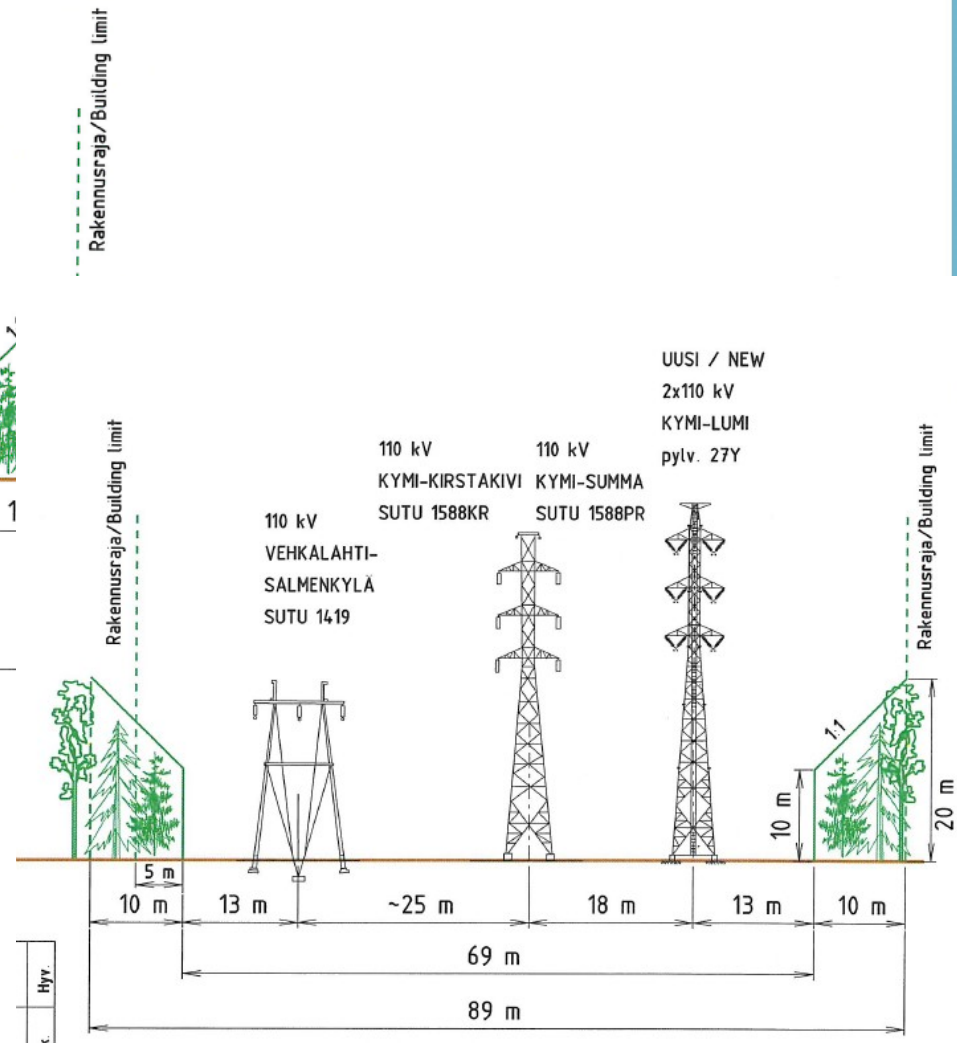 Rakennusraja/Building limit
UUSI / NEW
2x110 kV
KYMI-LUMI
pylv. 27Y
110 kV
KYMI-KIRSTAKIVI
SUTU 1588KR
110 kV
KYMI-SUMMA
SUTU 1588PR
110 kV
VEHKALAHTI-
SALMENKYLÄ
SUTU 1419
Rakennusraja/Building limit
Rakennusraja/Building limit
1
1:1
10 m
20 m
5 m
10 m
13 m
~25 m
18 m
13 m
10 m
69 m
89 m
Hyv.